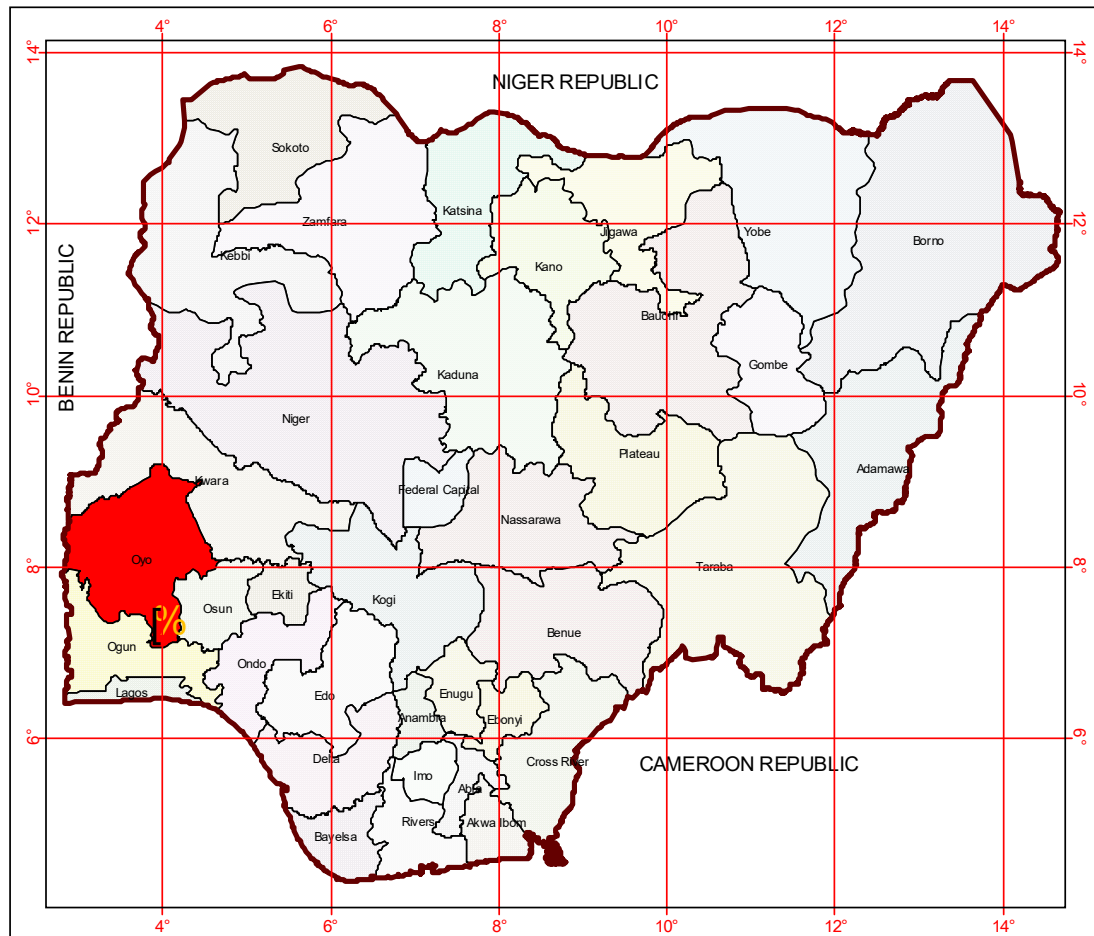 4° 6° 8° 10° 12° 14°
14° 14°
NIGER REPUBLIC
Sokoto
Katsina
Zamfara
12° 12°
Jigawa
Yobe
Borno
Kebbi
Kano
BENIN REPUBLIC
Bauchi
Gombe
Kaduna
10° 10°
Niger
Plateau
Adamawa
Kwara
Federal Capital
Nassarawa
Oyo
8° 8°
Taraba
Osun
Ekiti
Kogi
[%
Benue
Ogun
Ondo
Lagos
Edo
Enugu
Anambra
Ebonyi
6° 6°
Delta
Cross River
CAMEROON REPUBLIC
Imo
Abia
Bayelsa
Rivers
Akwa Ibom
4° 6° 8° 10° 12° 14°